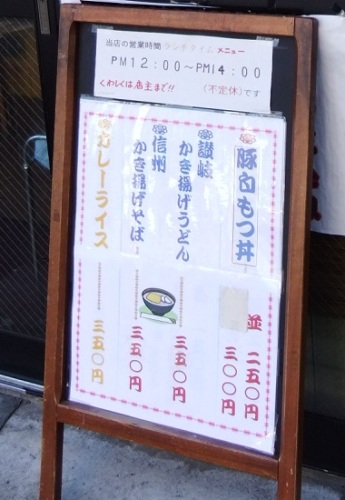 当店の営業時間 ランチタイム メニュー
PM12:00~PM14:00
くわしくは店主まで!! (不定休)です
豚白もつ丼
並 二五〇円
三〇〇円
讃岐
かき揚げうどん
三五〇円
信州
かき揚げそば
三五〇円
カレーライス
三五〇円